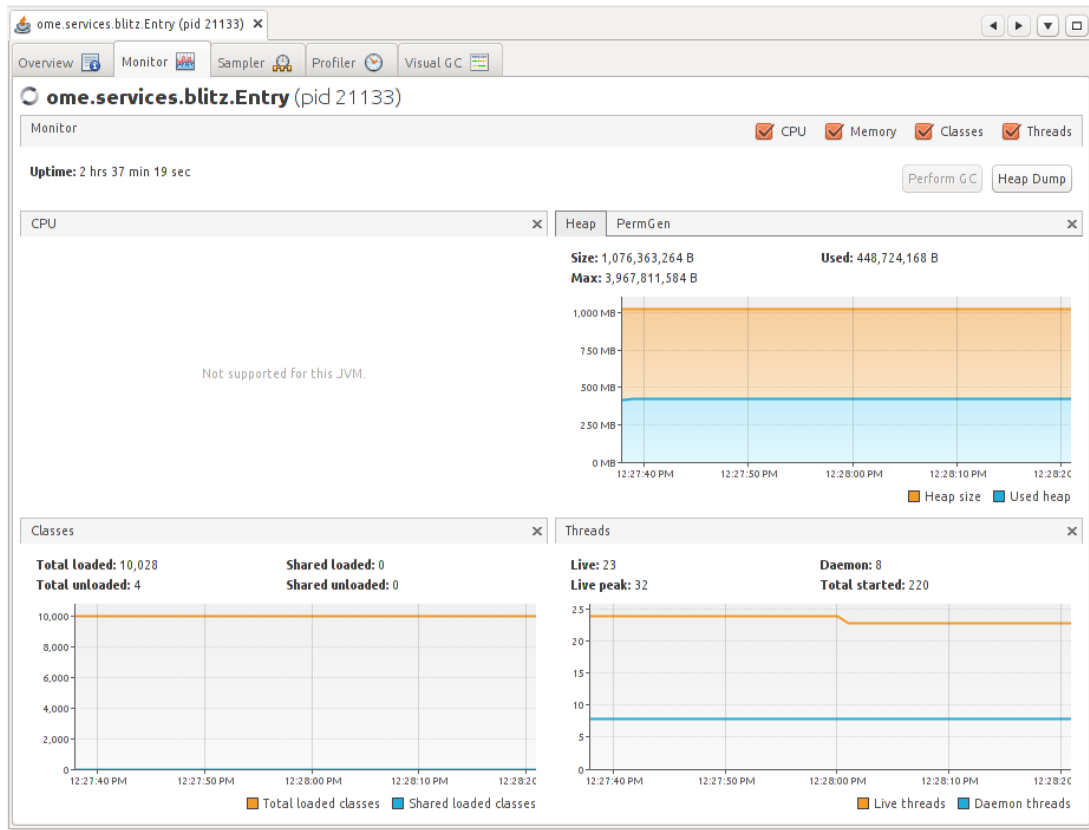 ome.services.blitz.Entry (pid 21133)
Overview Monitor Sampler Profiler Visual GC
ome.services.blitz.Entry (pid 21133)
Monitor CPU Memory Classes Threads
Uptime: 2 hrs 37 min 19 sec
Perform GC Heap Dump
CPU
Not supported for this JVM.
Heap PermGen
Size: 1,076,363,264 B Used: 448,724,168 B
Max: 3,967,811,584 B
1,000 MB
750 MB
500 MB
250 MB
0 MB
12:27:40 PM 12:27:50 PM 12:28:00 PM 12:28:10 PM 12:28:20
Heap size Used heap
Classes
Total loaded: 10,028 Shared loaded: 0
Total unloaded: 4 Shared unloaded: 0
10,000
8,000
6,000
4,000
2,000
0
12:27:40 PM 12:27:50 PM 12:28:00 PM 12:28:10 PM 12:28:20
Total loaded classes Shared loaded classes
Threads
Live: 23 Daemon: 8
Live peak: 32 Total started: 220
25
20
15
10
5
0
12:27:40 PM 12:27:50 PM 12:28:00 PM 12:28:10 PM 12:28:20
Live threads Daemon threads